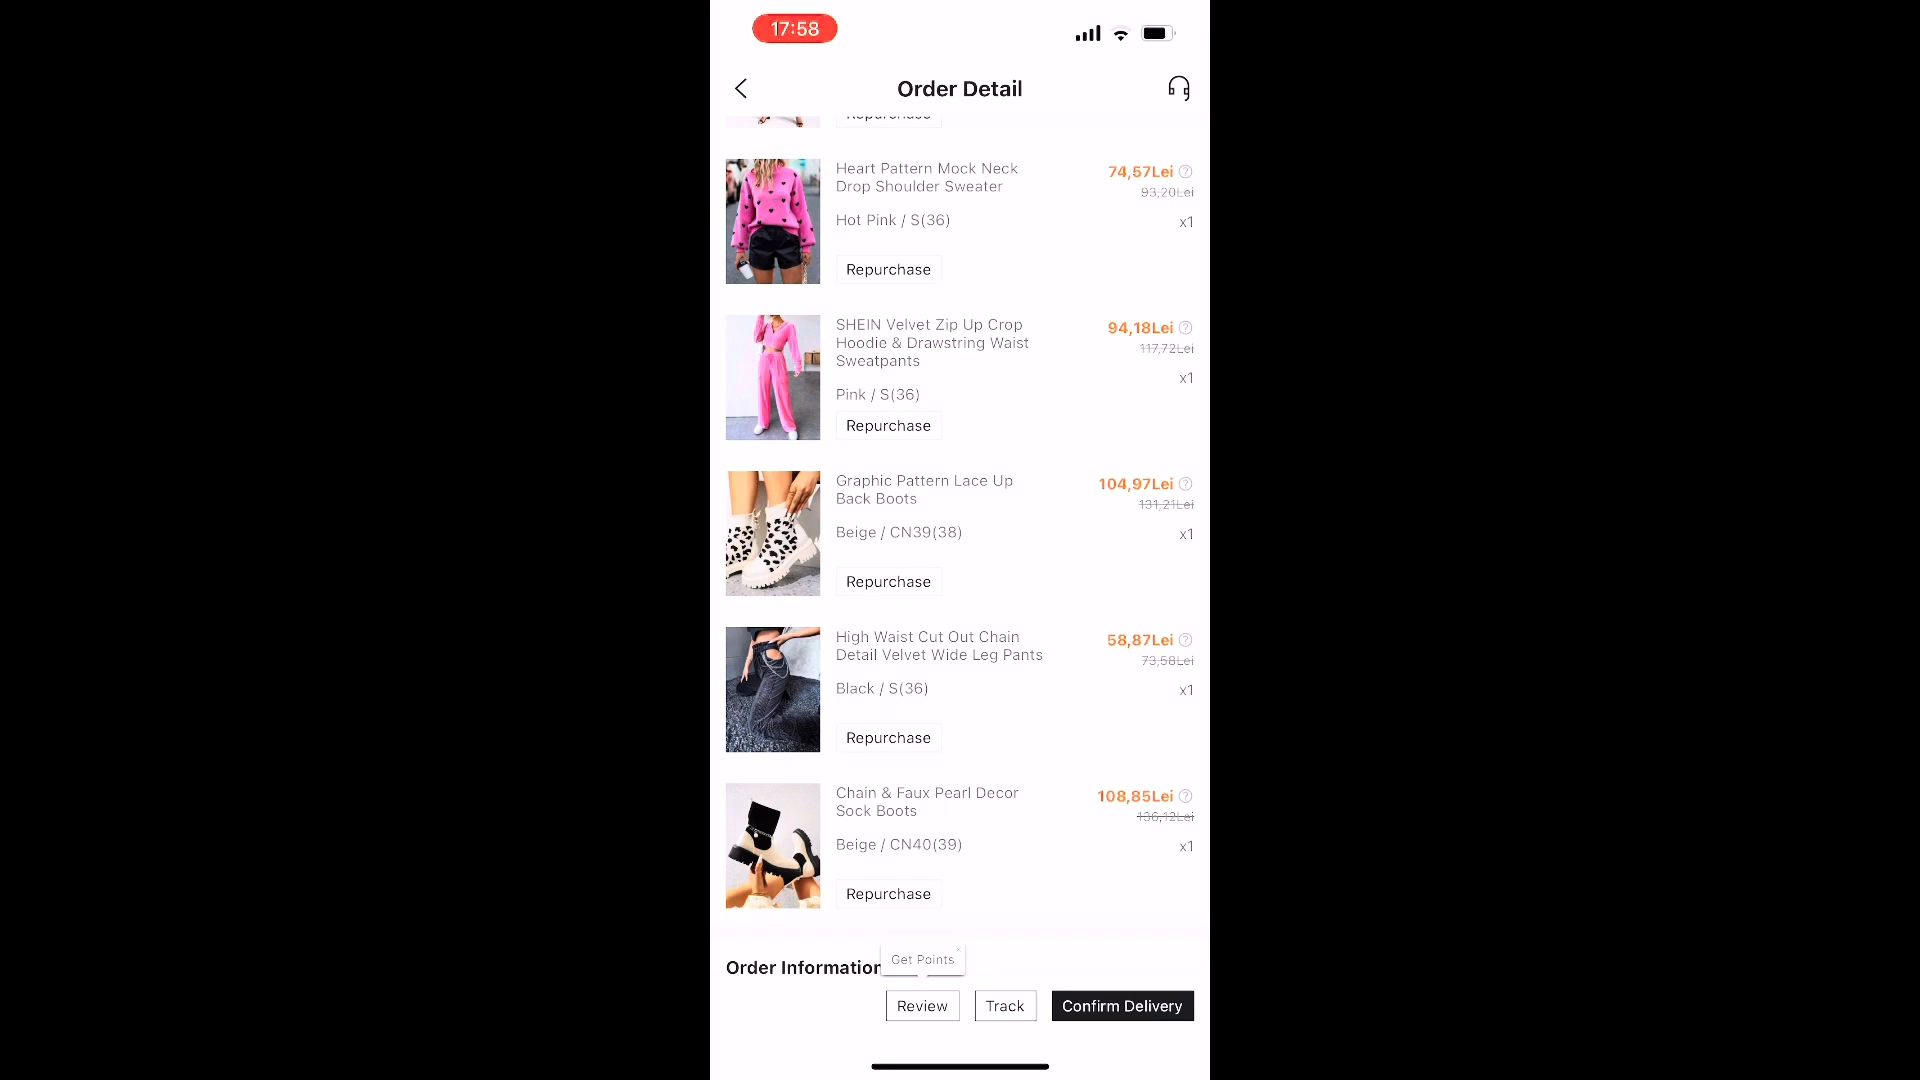 17:58
Order Detail
Repurchase
Heart Pattern Mock Neck
Drop Shoulder Sweater
74,57Lei
93,20Lei
Hot Pink / S(36)
x1
Repurchase
SHEIN Velvet Zip Up Crop
Hoodie & Drawstring Waist
Sweatpants
94,18Lei
117,72Lei
x1
Pink / S(36)
Repurchase
Graphic Pattern Lace Up
Back Boots
104,97Lei
131,21Lei
Beige / CN39(38)
x1
Repurchase
High Waist Cut Out Chain
Detail Velvet Wide Leg Pants
58,87Lei
73,58Lei
Black / S(36)
x1
Repurchase
Chain & Faux Pearl Decor
Sock Boots
108,85Lei
136,12Lei
Beige / CN40(39)
x1
Repurchase
Order Information
Get Points
Review
Track
Confirm Delivery